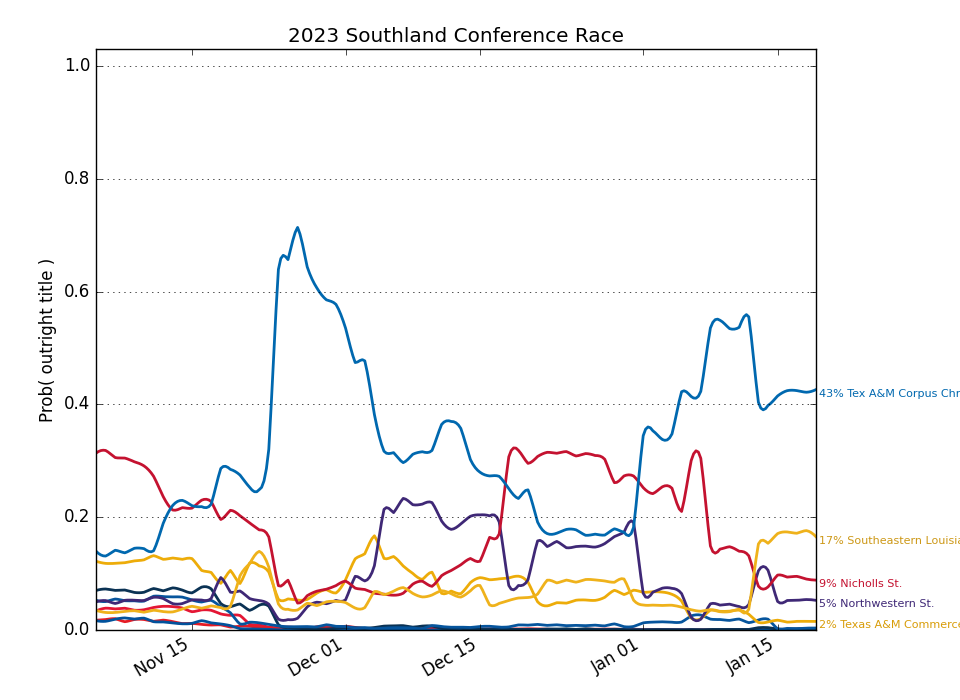 2023 Southland Conference Race
Prob( outright title )
1.0
0.8
0.6
0.4
0.2
0.0
Nov 15
Dec 01
Dec 15
Jan 01
Jan 15
43% Tex A&M Corpus Chr
17% Southeastern Louisia
9% Nicholls St.
5% Northwestern St.
2% Texas A&M Commerce